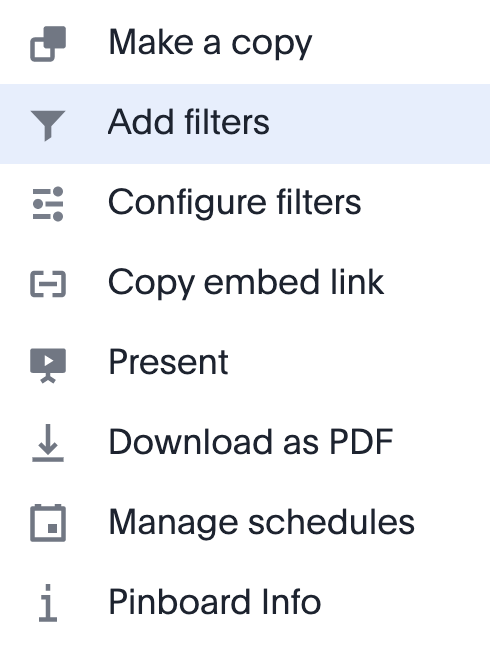 Make a copy
Add filters
Configure filters
Copy embed link
Present
Download as PDF
Manage schedules
Pinboard Info